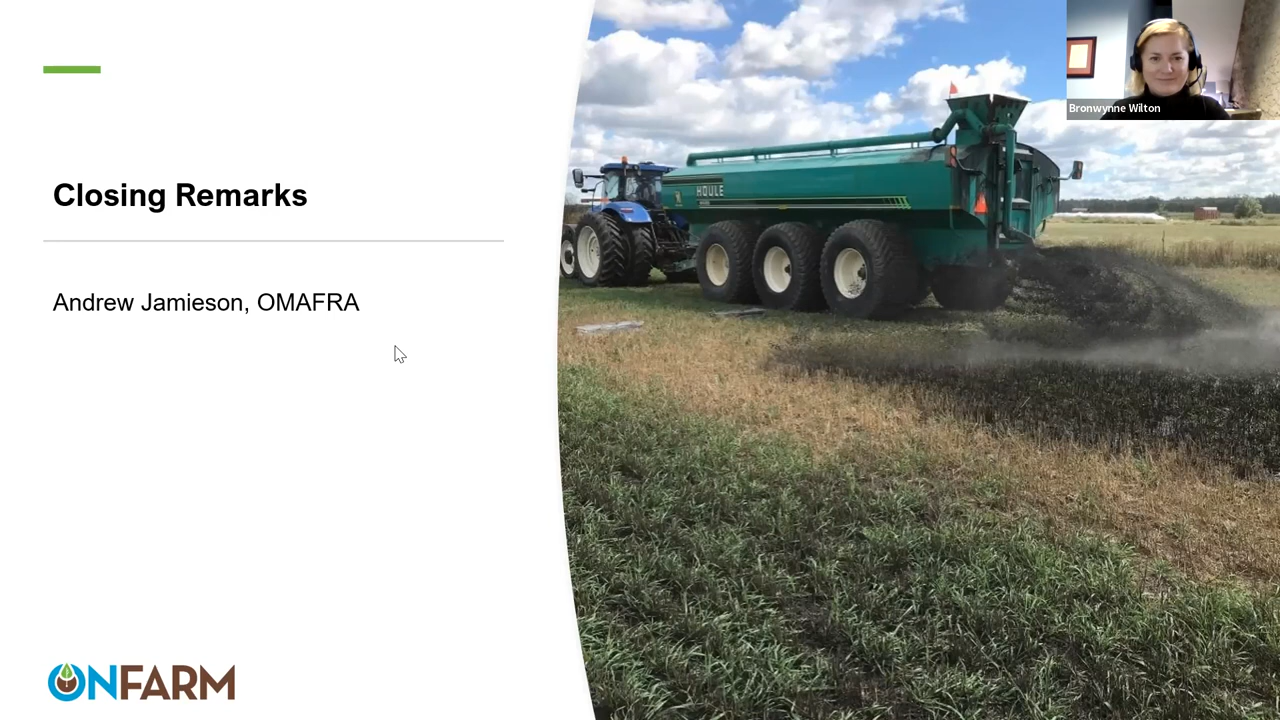 Closing Remarks
Andrew Jamieson, OMAFRA
ONFARM
HOULE
Bronwynne Wilton